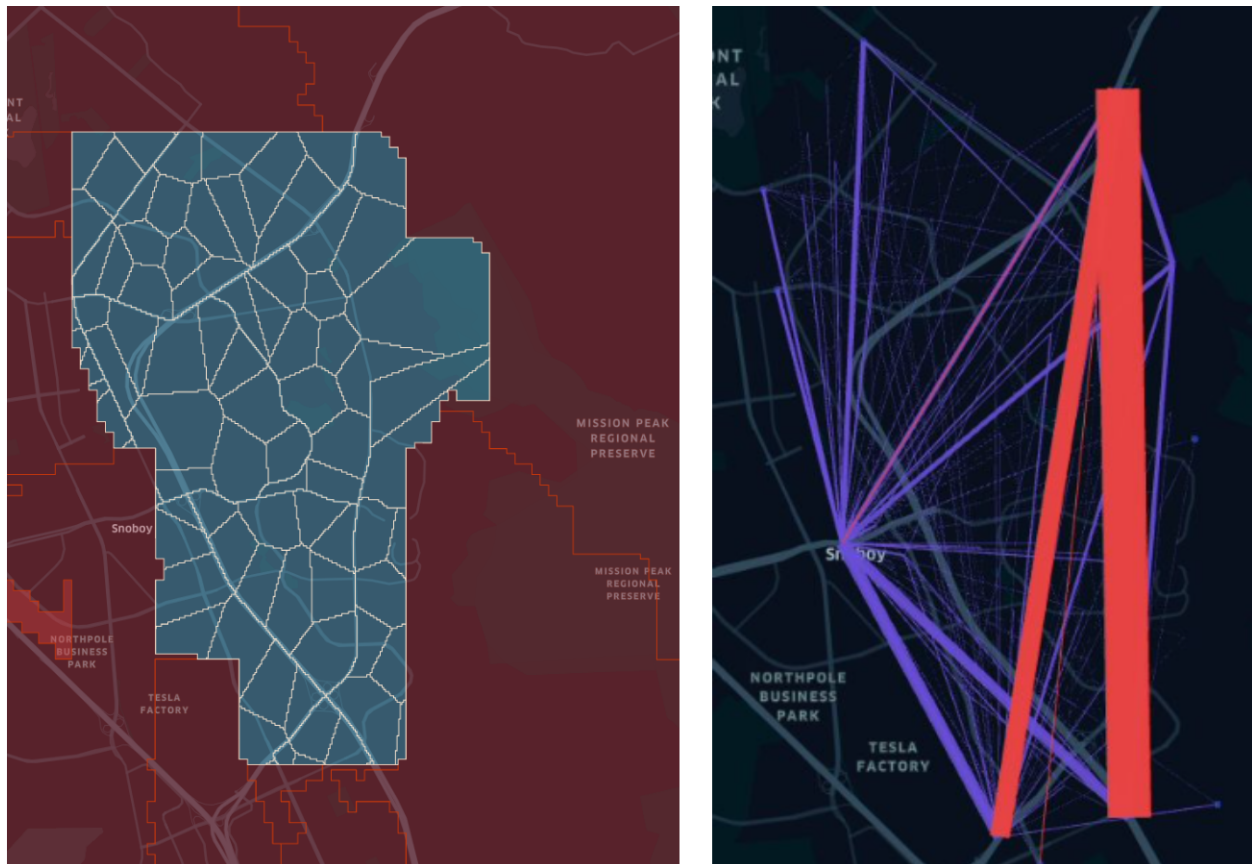 NT
AL
K
MISSION PEAK
REGIONAL
PRESERVE
Snoboy
MISSION PEAK
REGIONAL
PRESERVE
NORTHPOLE
BUSINESS
PARK
TESLA
FACTORY
ONT
AL
K
Snoboy
NORTHPOLE
BUSINESS
PARK
TESLA
FACTORY